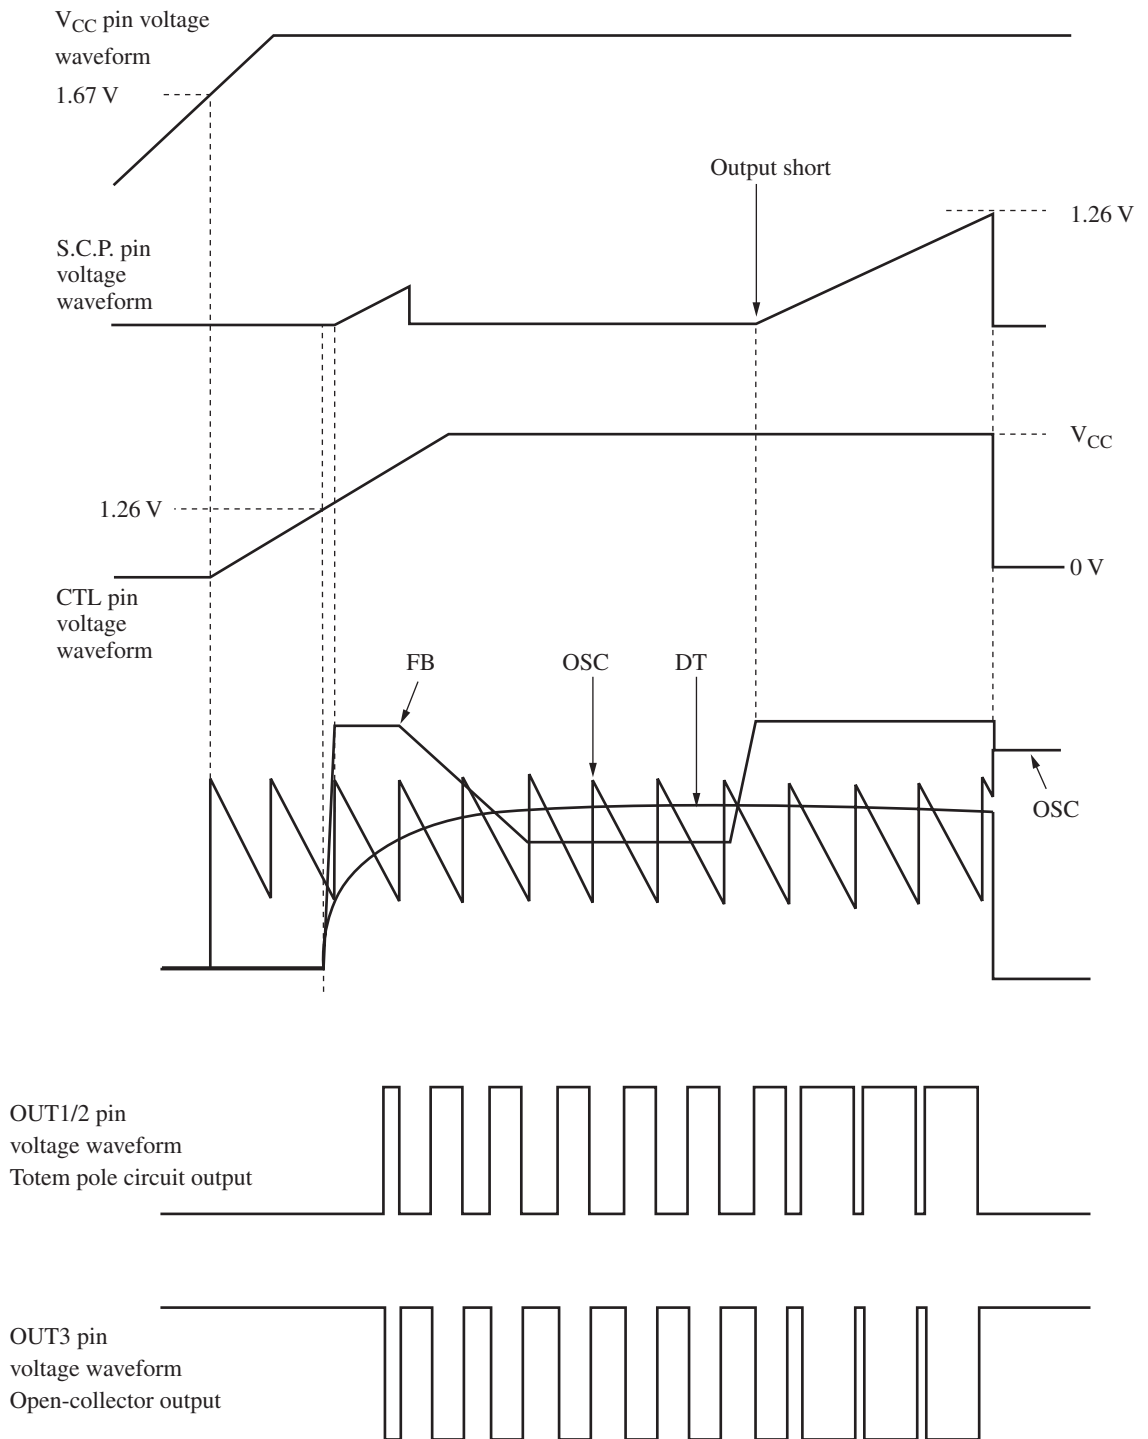 VCC pin voltage
waveform
1.67 V
Output short
1.26 V
S.C.P. pin
voltage
waveform
VCC
1.26 V
0 V
CTL pin
voltage
waveform
FB
OSC
DT
OSC
OUT1/2 pin
voltage waveform
Totem pole circuit output
OUT3 pin
voltage waveform
Open-collector output